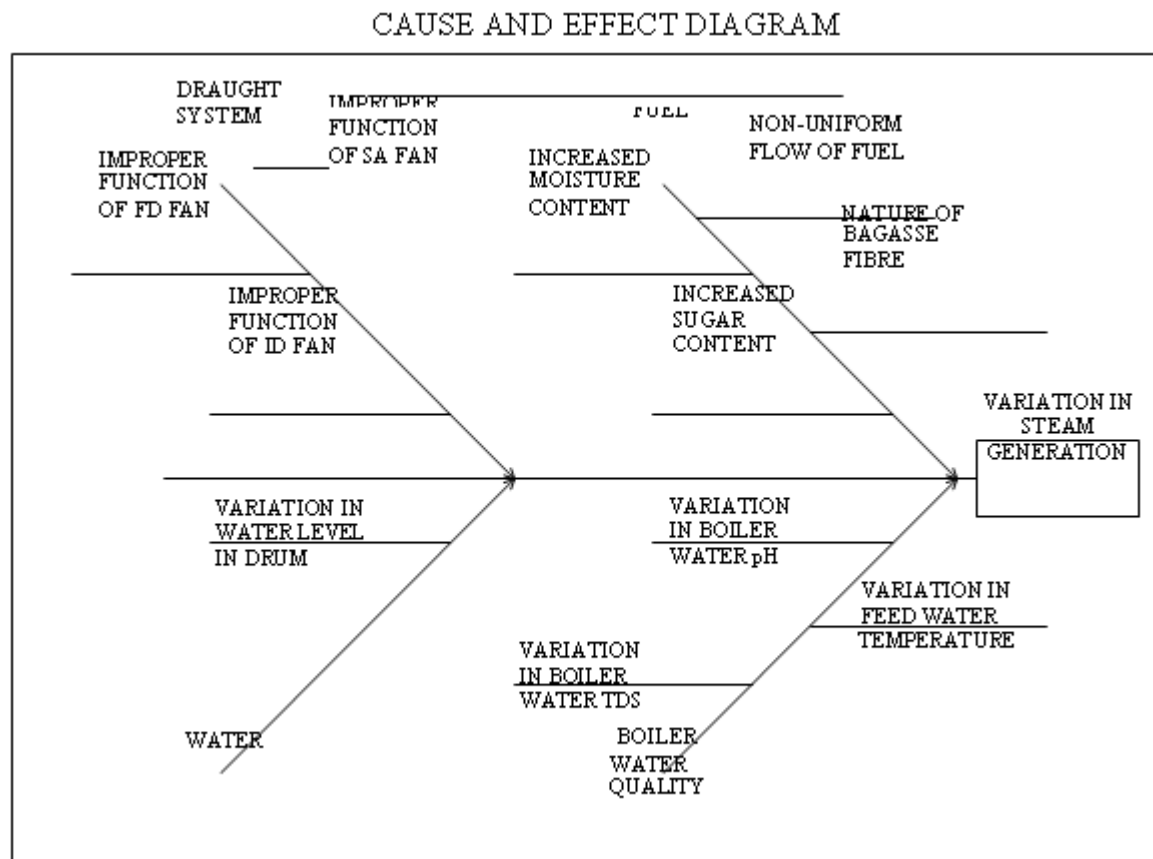 CAUSE AND EFFECT DIAGRAM
DRAUGHT
SYSTEM
IMPROPER
FUNCTION
OF SA FAN
FUEL
NON-UNIFORM
FLOW OF FUEL
IMPROPER
FUNCTION
OF FD FAN
INCREASED
MOISTURE
CONTENT
NATURE OF
BAGASSE
FIBRE
IMPROPER
FUNCTION
OF ID FAN
INCREASED
SUGAR
CONTENT
VARIATION IN
STEAM
GENERATION
VARIATION IN
WATER LEVEL
IN DRUM
VARIATION
IN BOILER
WATER pH
VARIATION IN
FEED WATER
TEMPERATURE
VARIATION
IN BOILER
WATER TDS
WATER
BOILER
WATER
QUALITY